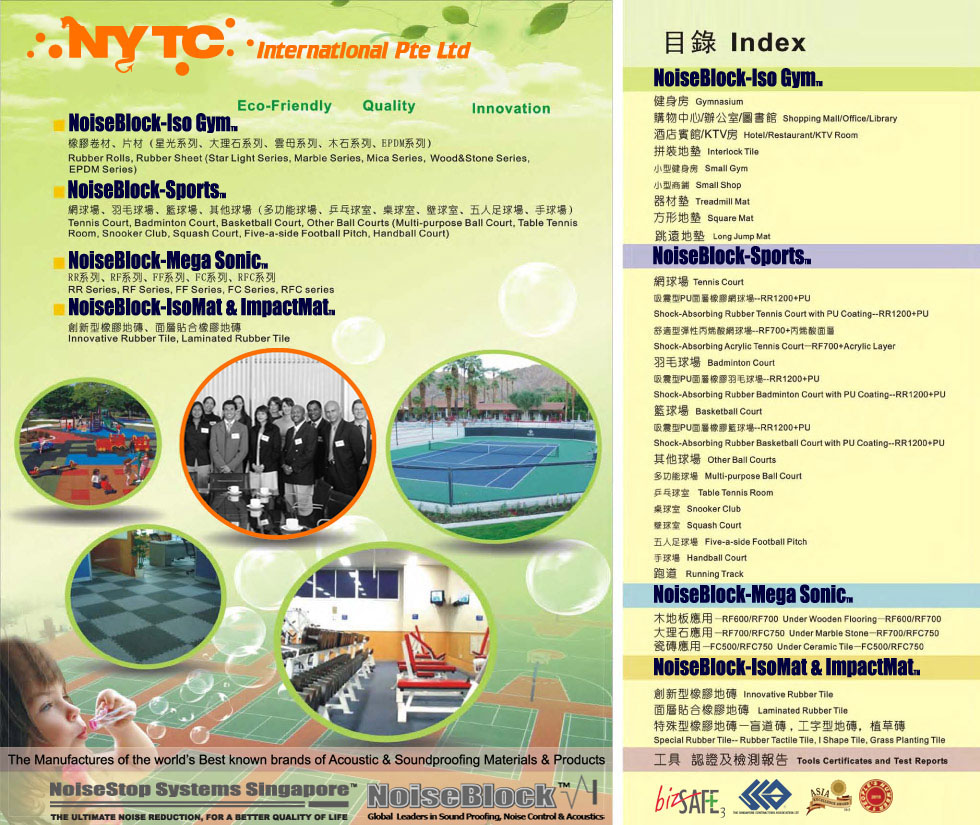 NYTC International Pte Ltd
Eco-Friendly Quality Innovation
NoiseBlock-Iso Gym™
橡膠卷材、片材（星光系列、大理石系列、雲母系列、木石系列、EPDM系列）
Rubber Rolls, Rubber Sheet (Star Light Series, Marble Series, Mica Series, Wood&Stone Series,
EPDM Series)
NoiseBlock-Sports™
網球場、羽毛球場、籃球場、其他球場（多功能球場、乒乓球室、桌球室、壁球室、五人足球場、手球場）
Tennis Court, Badminton Court, Basketball Court, Other Ball Courts (Multi-purpose Ball Court, Table Tennis
Room, Snooker Club, Squash Court, Five-a-side Football Pitch, Handball Court)
NoiseBlock-Mega Sonic™
RR系列、RF系列、FF系列、FC系列、RFC系列
RR Series, RF Series, FF Series, FC Series, RFC series
NoiseBlock-IsoMat & ImpactMat™
創新型橡膠地磚、面層貼合橡膠地磚
Innovative Rubber Tile, Laminated Rubber Tile
The Manufactures of the world's Best known brands of Acoustic & Soundproofing Materials & Products
NoiseStop Systems Singapore™
THE ULTIMATE NOISE REDUCTION, FOR A BETTER QUALITY OF LIFE
NoiseBlock™
Global Leaders in Sound Proofing, Noise Control & Acoustics
目錄 Index
NoiseBlock-Iso Gym™
健身房 Gymnasium
購物中心/辦公室/圖書館 Shopping Mall/Office/Library
酒店賓館/KTV房 Hotel/Restaurant/KTV Room
拼裝地墊 Interlock Tile
小型健身房 Small Gym
小型商鋪 Small Shop
器材墊 Treadmill Mat
方形地墊 Square Mat
跳遠地墊 Long Jump Mat
NoiseBlock-Sports™
網球場 Tennis Court
吸震型PU面層橡膠網球場--RR1200+PU
Shock-Absorbing Rubber Tennis Court with PU Coating--RR1200+PU
舒適型彈性丙烯酸網球場--RF700+丙烯酸面層
Shock-Absorbing Acrylic Tennis Court—RF700+Acrylic Layer
羽毛球場 Badminton Court
吸震型PU面層橡膠羽毛球場--RR1200+PU
Shock-Absorbing Rubber Badminton Court with PU Coating--RR1200+PU
籃球場 Basketball Court
吸震型PU面層橡膠籃球場--RR1200+PU
Shock-Absorbing Rubber Basketball Court with PU Coating--RR1200+PU
其他球場 Other Ball Courts
多功能球場 Multi-purpose Ball Court
乒乓球室 Table Tennis Room
桌球室 Snooker Club
壁球室 Squash Court
五人足球場 Five-a-side Football Pitch
手球場 Handball Court
跑道 Running Track
NoiseBlock-Mega Sonic™
木地板應用—RF600/RF700 Under Wooden Flooring—RF600/RF700
大理石應用—RF700/RFC750 Under Marble Stone—RF700/RFC750
瓷磚應用—FC500/RFC750 Under Ceramic Tile—FC500/RFC750
NoiseBlock-IsoMat & ImpactMat™
創新型橡膠地磚 Innovative Rubber Tile
面層貼合橡膠地磚 Laminated Rubber Tile
特殊型橡膠地磚—盲道磚，工字型地磚，植草磚
Special Rubber Tile-- Rubber Tactile Tile, I Shape Tile, Grass Planting Tile
工具 認證及檢測報告 Tools Certificates and Test Reports
bizSAFE 3
THE SINGAPORE CONTRACTORS ASSOCIATION LTD
ASIA